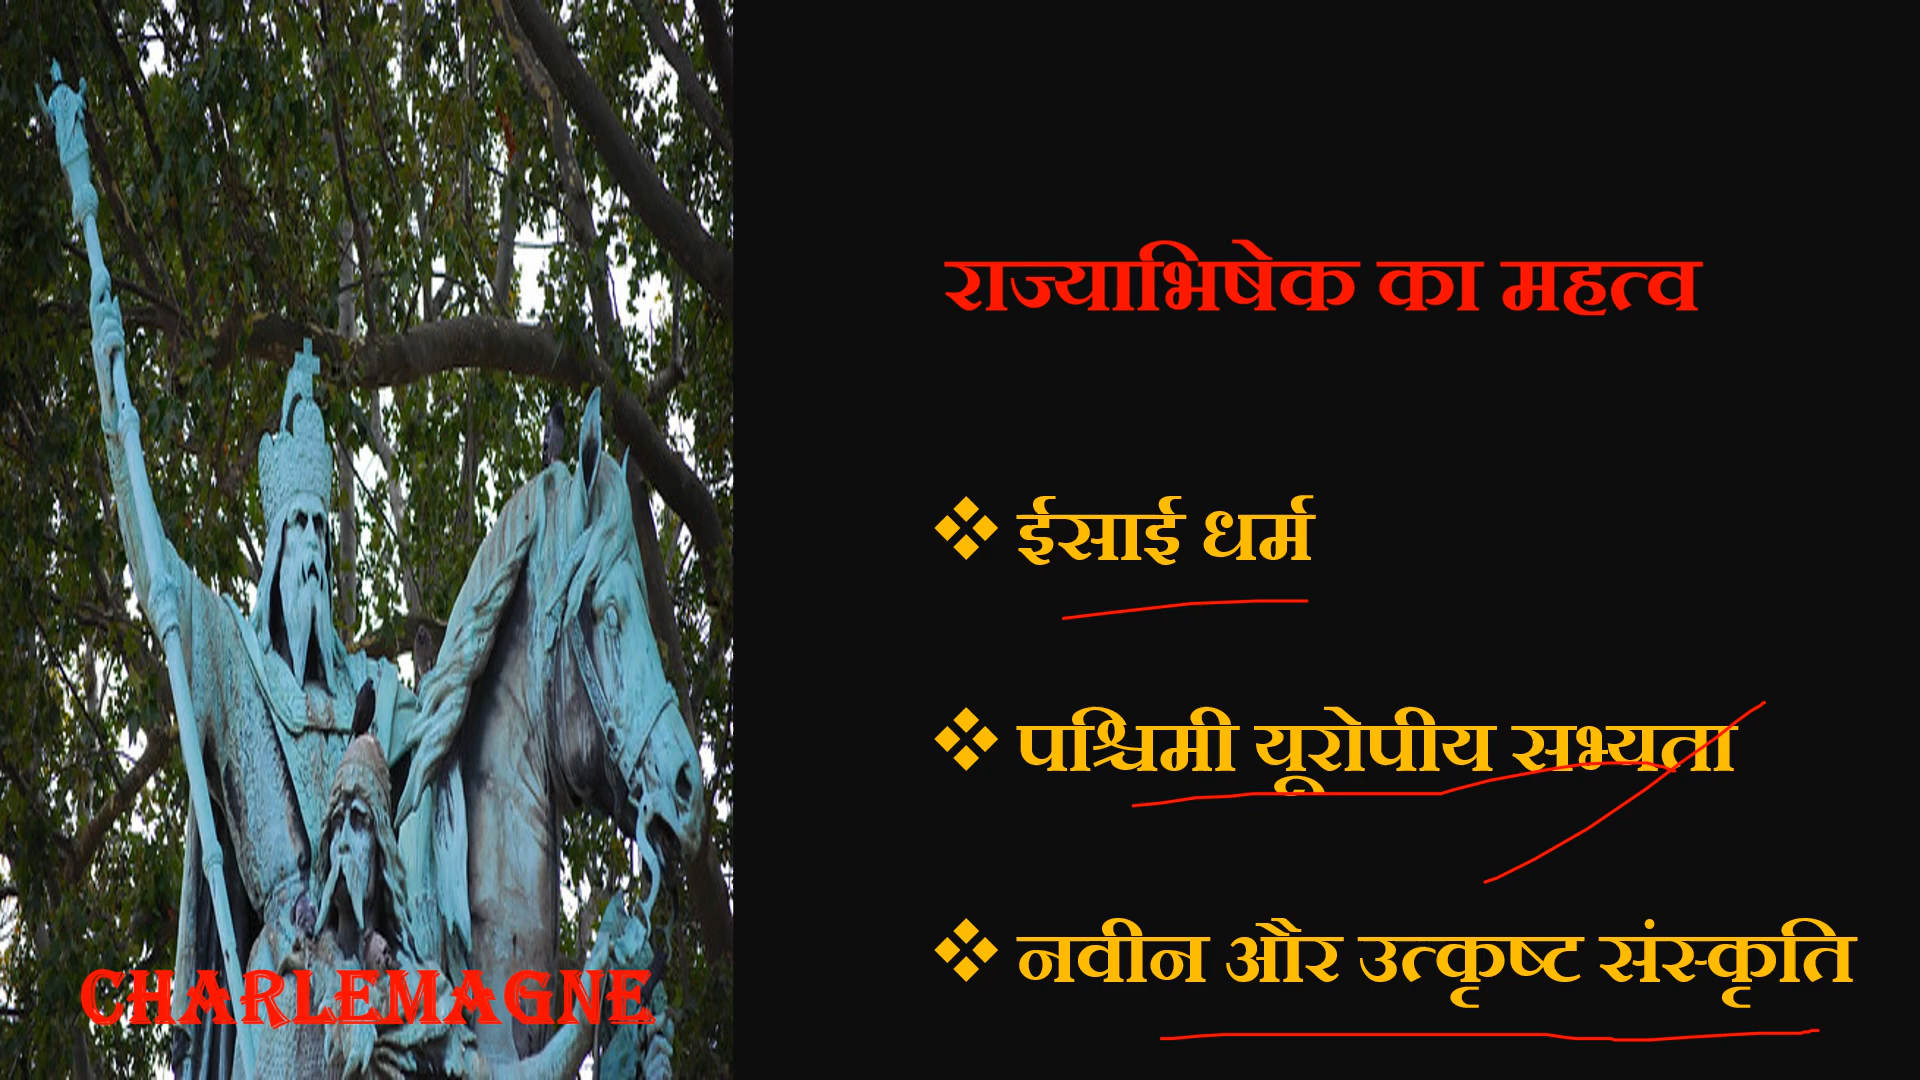 राज्याभिषेक का महत्व
❖ ईसाई धर्म
❖ पश्चिमी यूरोपीय सभ्यता
❖ नवीन और उत्कृष्ट संस्कृति
CHARLEMAGNE